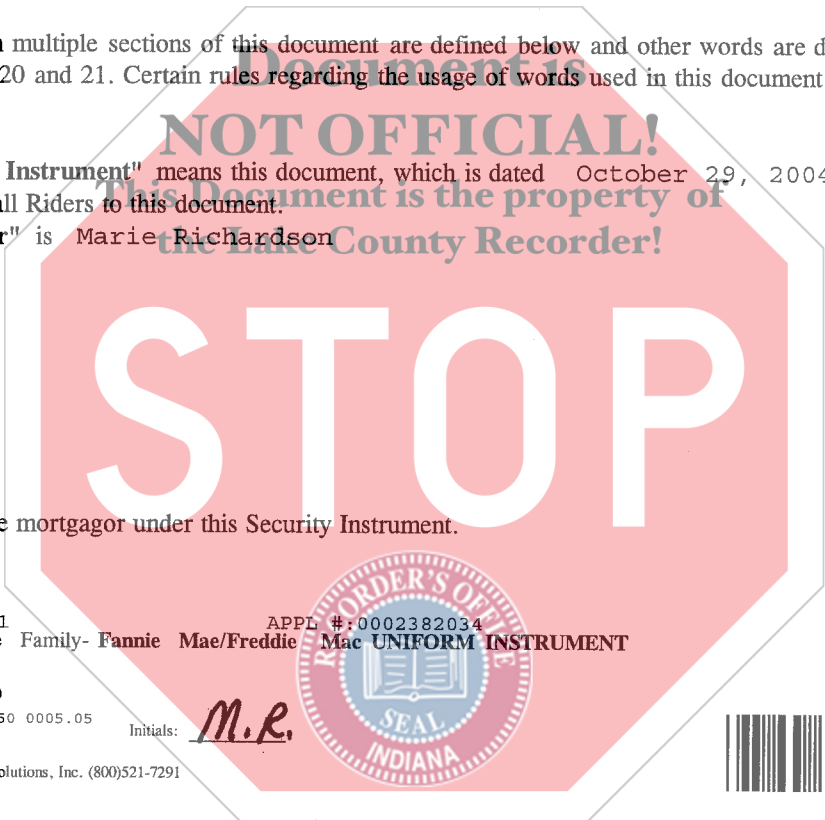 multiple sections of this document are defined below and other words are d
20 and 21. Certain rules regarding the usage of words used in this document
Document is
NOT OFFICIAL!
This Document is the property of
the Lake County Recorder!
Instrument" means this document, which is dated October 29, 2004
ll Riders to this document.
r" is Marie Richardson
STOP
e mortgagor under this Security Instrument.
1
APPL #:0002382034
Family- Fannie Mae/Freddie Mac UNIFORM INSTRUMENT
RECORDER'S OFFICE
SEAL
INDIANA
50 0005.05
Initials: M.R.
olutions, Inc. (800)521-7291